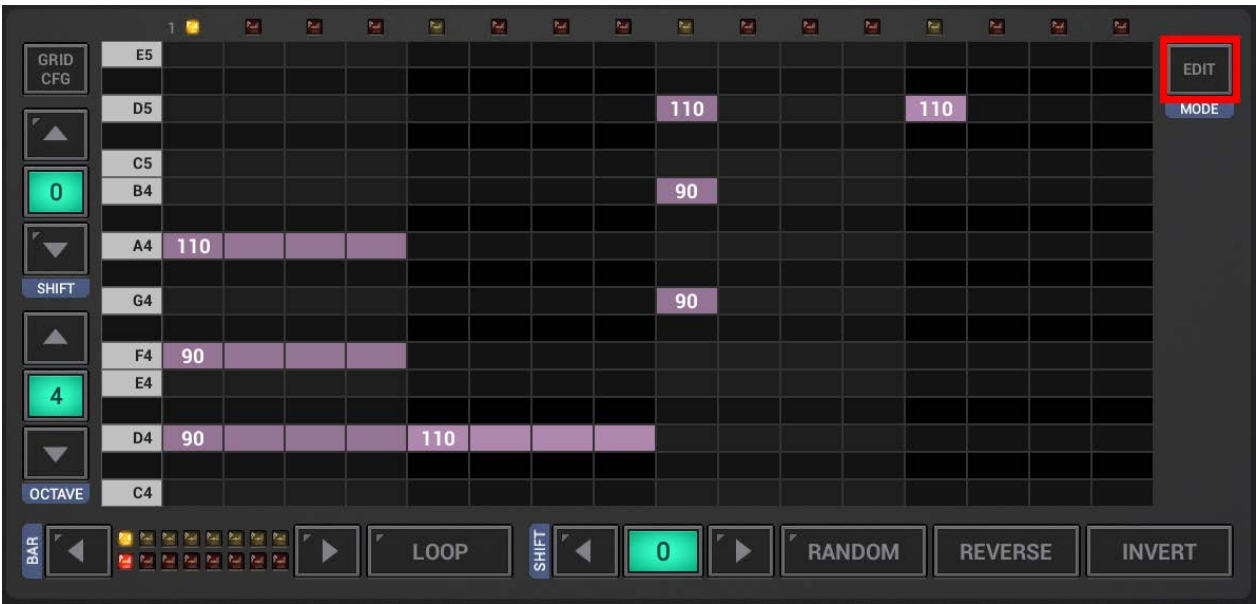 1
GRID
CFG
E5
EDIT
MODE
D5
110
110
C5
0
B4
90
A4
110
SHIFT
G4
90
F4
90
E4
4
D4
90
110
OCTAVE
C4
BAR
LOOP
SHIFT
0
RANDOM
REVERSE
INVERT